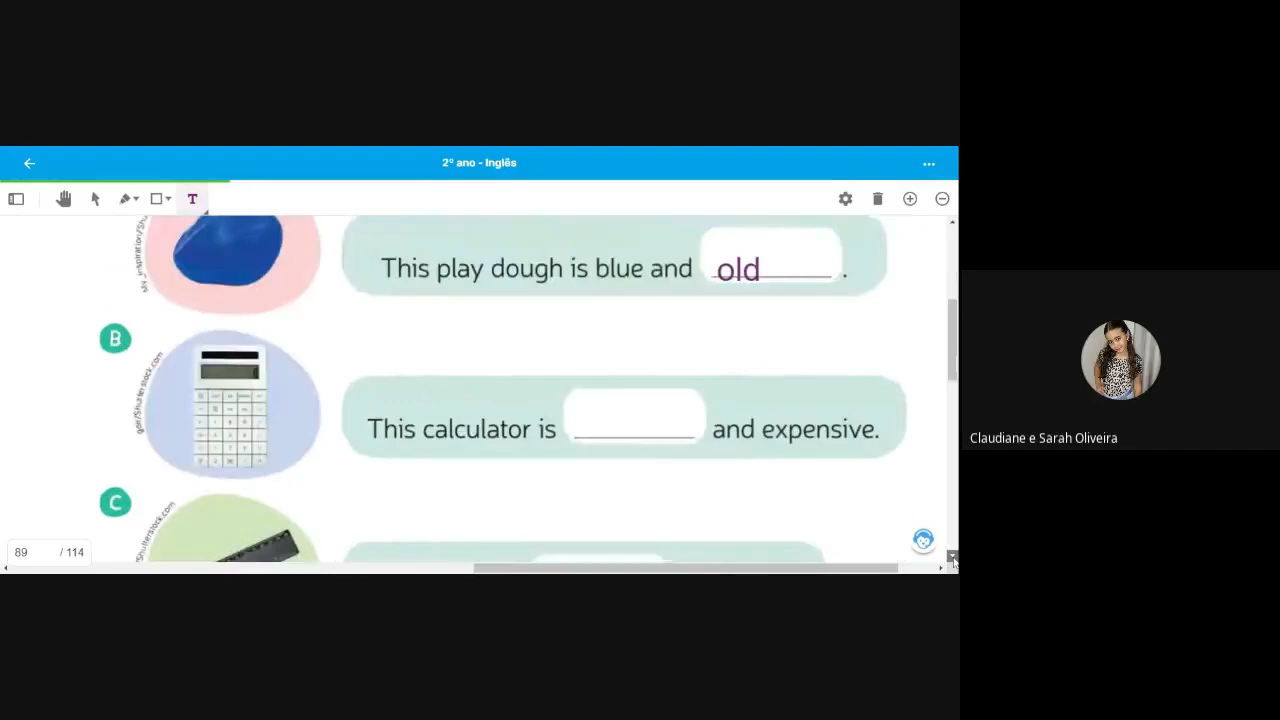 2º ano - Inglês
T
This play dough is blue and old .
B
This calculator is and expensive.
C
89 / 114
Claudiane e Sarah Oliveira